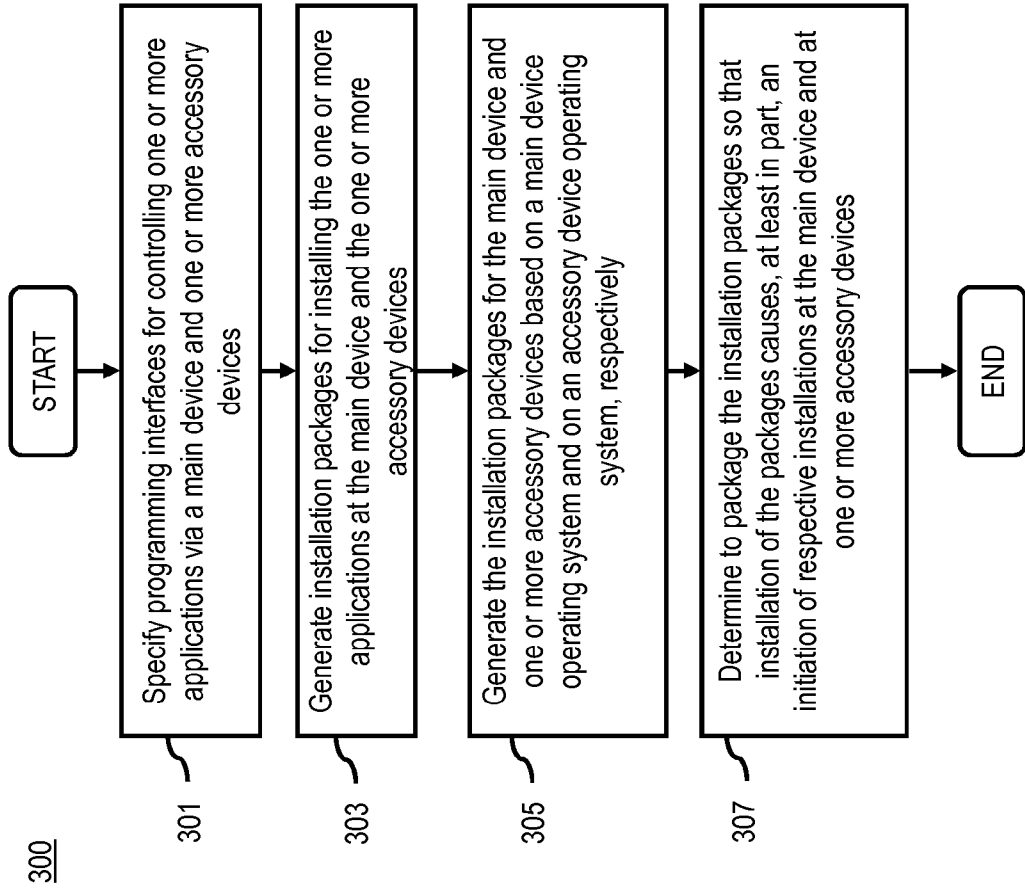 300
START
301
Specify programming interfaces for controlling one or more
applications via a main device and one or more accessory
devices
303
Generate installation packages for installing the one or more
applications at the main device and the one or more
accessory devices
305
Generate the installation packages for the main device and
one or more accessory devices based on a main device
operating system and on an accessory device operating
system, respectively
307
Determine to package the installation packages so that
installation of the packages causes, at least in part, an
initiation of respective installations at the main device and at
one or more accessory devices
END